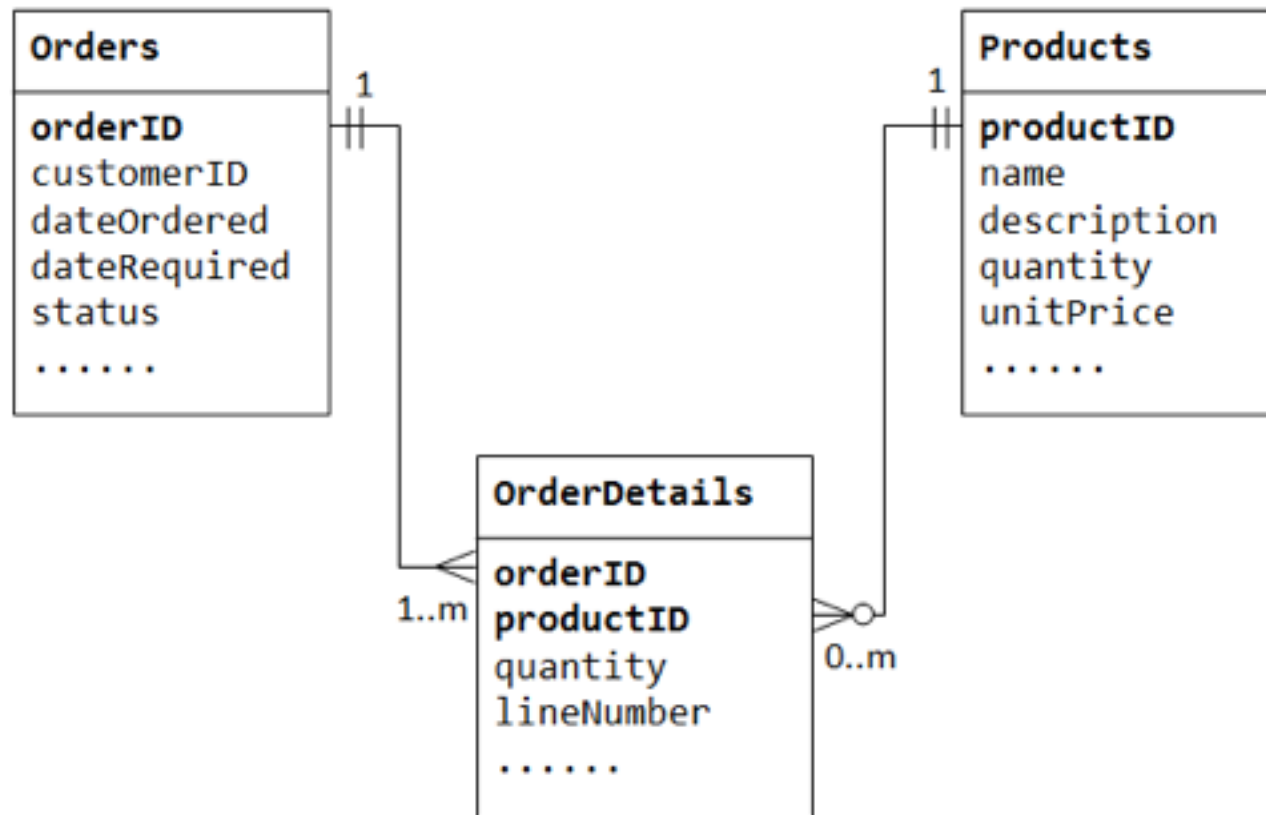 Orders
orderID
customerID
dateOrdered
dateRequired
status
......
1
1..m
Products
productID
name
description
quantity
unitPrice
......
1
0..m
OrderDetails
orderID
productID
quantity
lineNumber
......